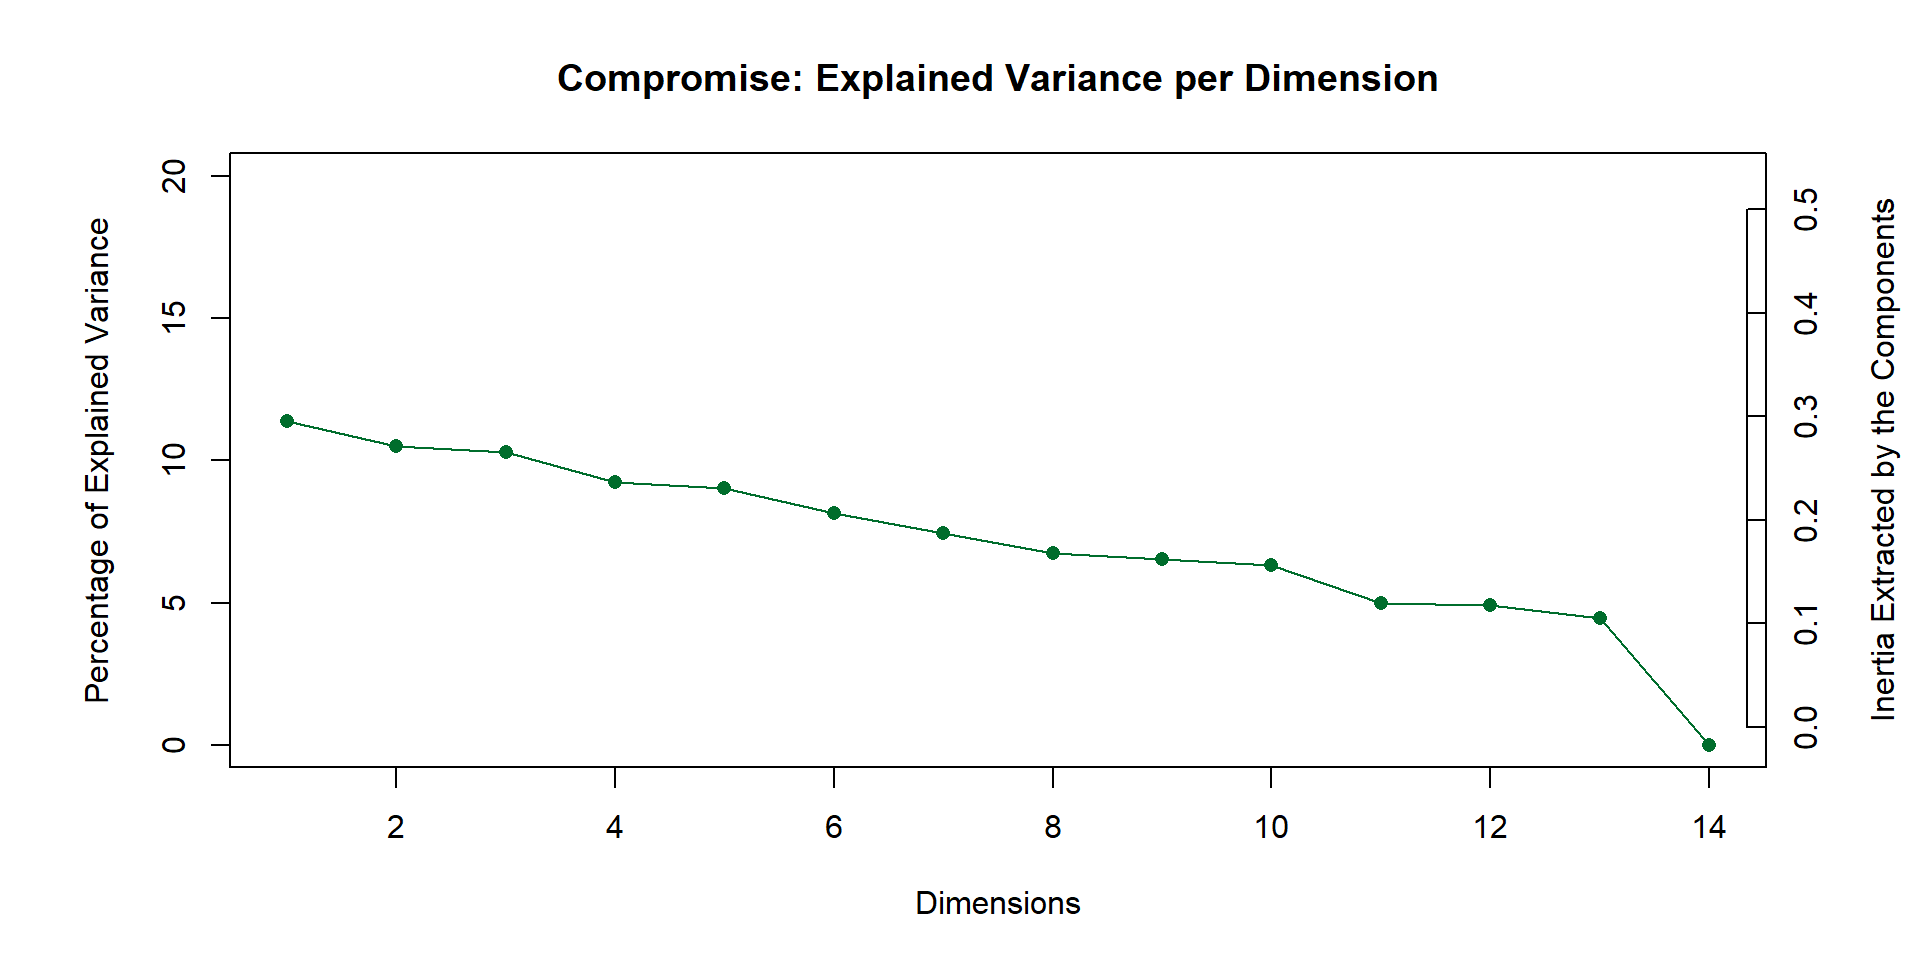 Compromise: Explained Variance per Dimension
Percentage of Explained Variance
20
15
10
5
0
0.5
0.4
0.3
0.2
0.1
0.0
Inertia Extracted by the Components
2 4 6 8 10 12 14
Dimensions